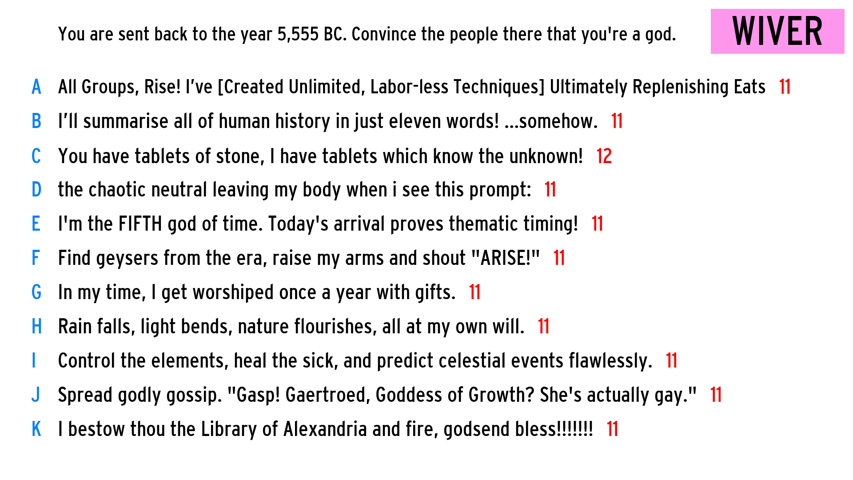 You are sent back to the year 5,555 BC. Convince the people there that you're a god.
WIVER
A All Groups, Rise! I've [Created Unlimited, Labor-less Techniques] Ultimately Replenishing Eats 11
B I'll summarise all of human history in just eleven words! ...somehow. 11
C You have tablets of stone, I have tablets which know the unknown! 12
D the chaotic neutral leaving my body when i see this prompt: 11
E I'm the FIFTH god of time. Today's arrival proves thematic timing! 11
F Find geysers from the era, raise my arms and shout "ARISE!" 11
G In my time, I get worshiped once a year with gifts. 11
H Rain falls, light bends, nature flourishes, all at my own will. 11
I Control the elements, heal the sick, and predict celestial events flawlessly. 11
J Spread godly gossip. "Gasp! Gaertroed, Goddess of Growth? She's actually gay." 11
K I bestow thou the Library of Alexandria and fire, godsend bless!!!!!!! 11